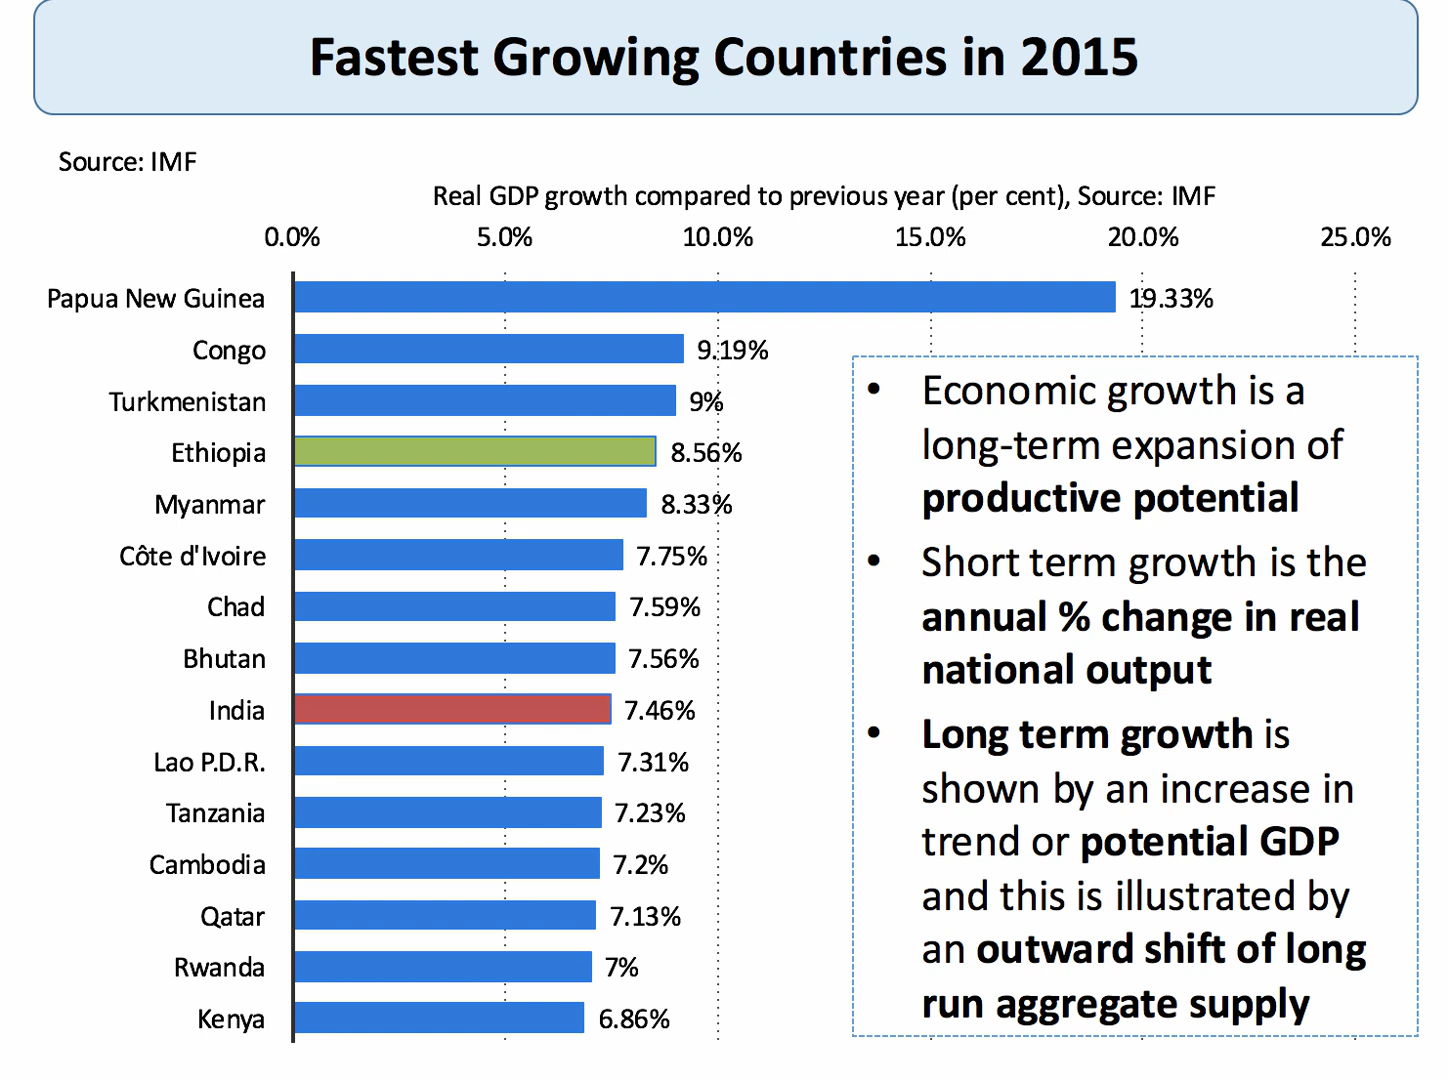 Fastest Growing Countries in 2015
Source: IMF
Real GDP growth compared to previous year (per cent), Source: IMF
0.0% 5.0% 10.0% 15.0% 20.0% 25.0%
Papua New Guinea 19.33%
Congo 9.19%
Turkmenistan 9%
Ethiopia 8.56%
Myanmar 8.33%
Côte d'Ivoire 7.75%
Chad 7.59%
Bhutan 7.56%
India 7.46%
Lao P.D.R. 7.31%
Tanzania 7.23%
Cambodia 7.2%
Qatar 7.13%
Rwanda 7%
Kenya 6.86%
• Economic growth is a
long-term expansion of
productive potential
• Short term growth is the
annual % change in real
national output
• Long term growth is
shown by an increase in
trend or potential GDP
and this is illustrated by
an outward shift of long
run aggregate supply